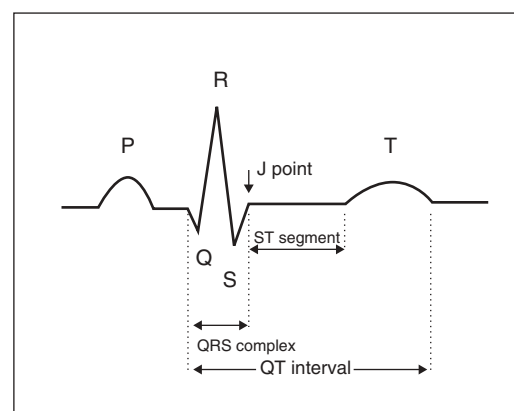 R
P
T
J point
ST segment
Q
S
QRS complex
QT interval